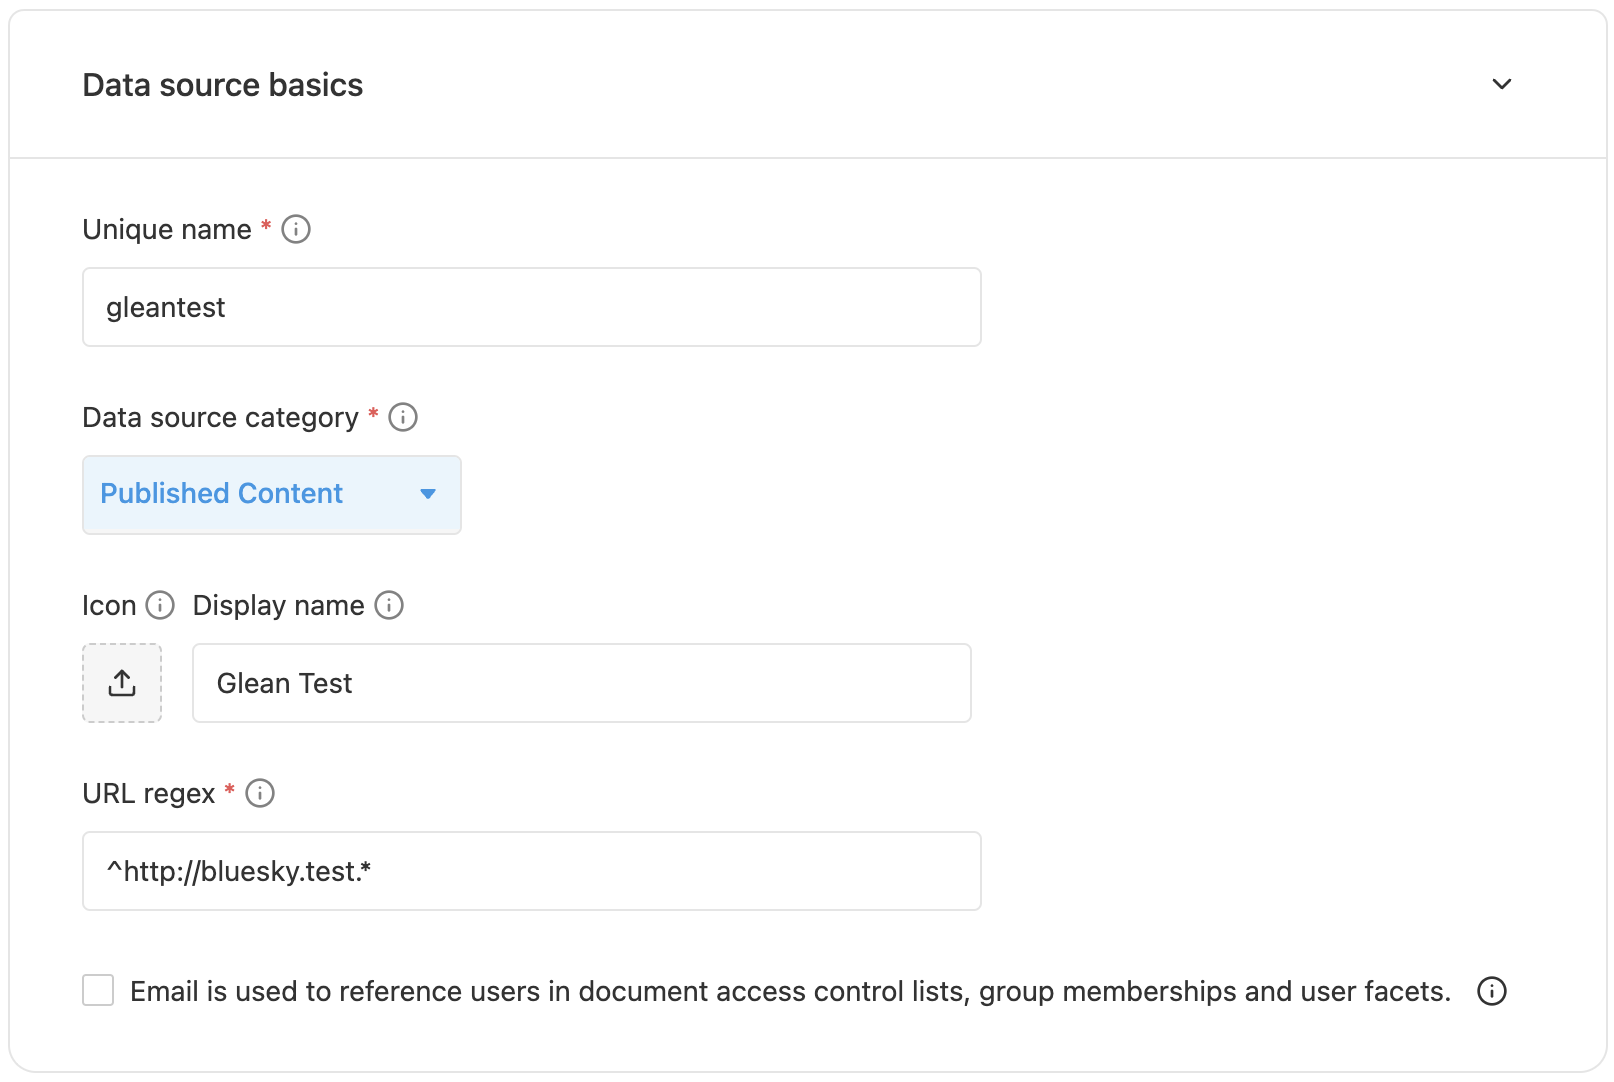 Data source basics
Unique name *
gleantest
Data source category *
Published Content
Icon Display name
Glean Test
URL regex *
^http://bluesky.test.*
Email is used to reference users in document access control lists, group memberships and user facets.